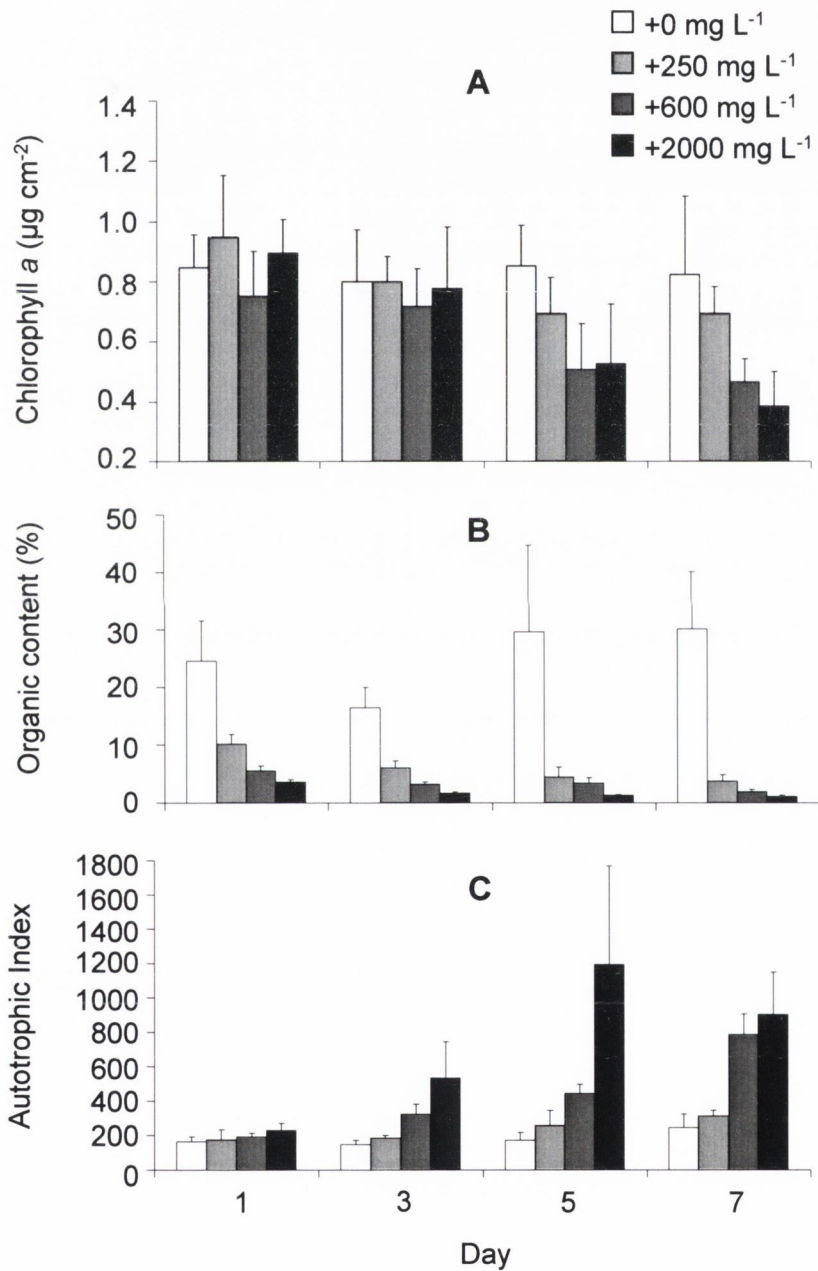 +0 mg L⁻¹
+250 mg L⁻¹
+600 mg L⁻¹
+2000 mg L⁻¹
A
Chlorophyll a (µg cm⁻²)
1.4
1.2
1.0
0.8
0.6
0.4
0.2
B
Organic content (%)
50
40
30
20
10
0
C
Autotrophic Index
1800
1600
1400
1200
1000
800
600
400
200
0
1 3 5 7
Day